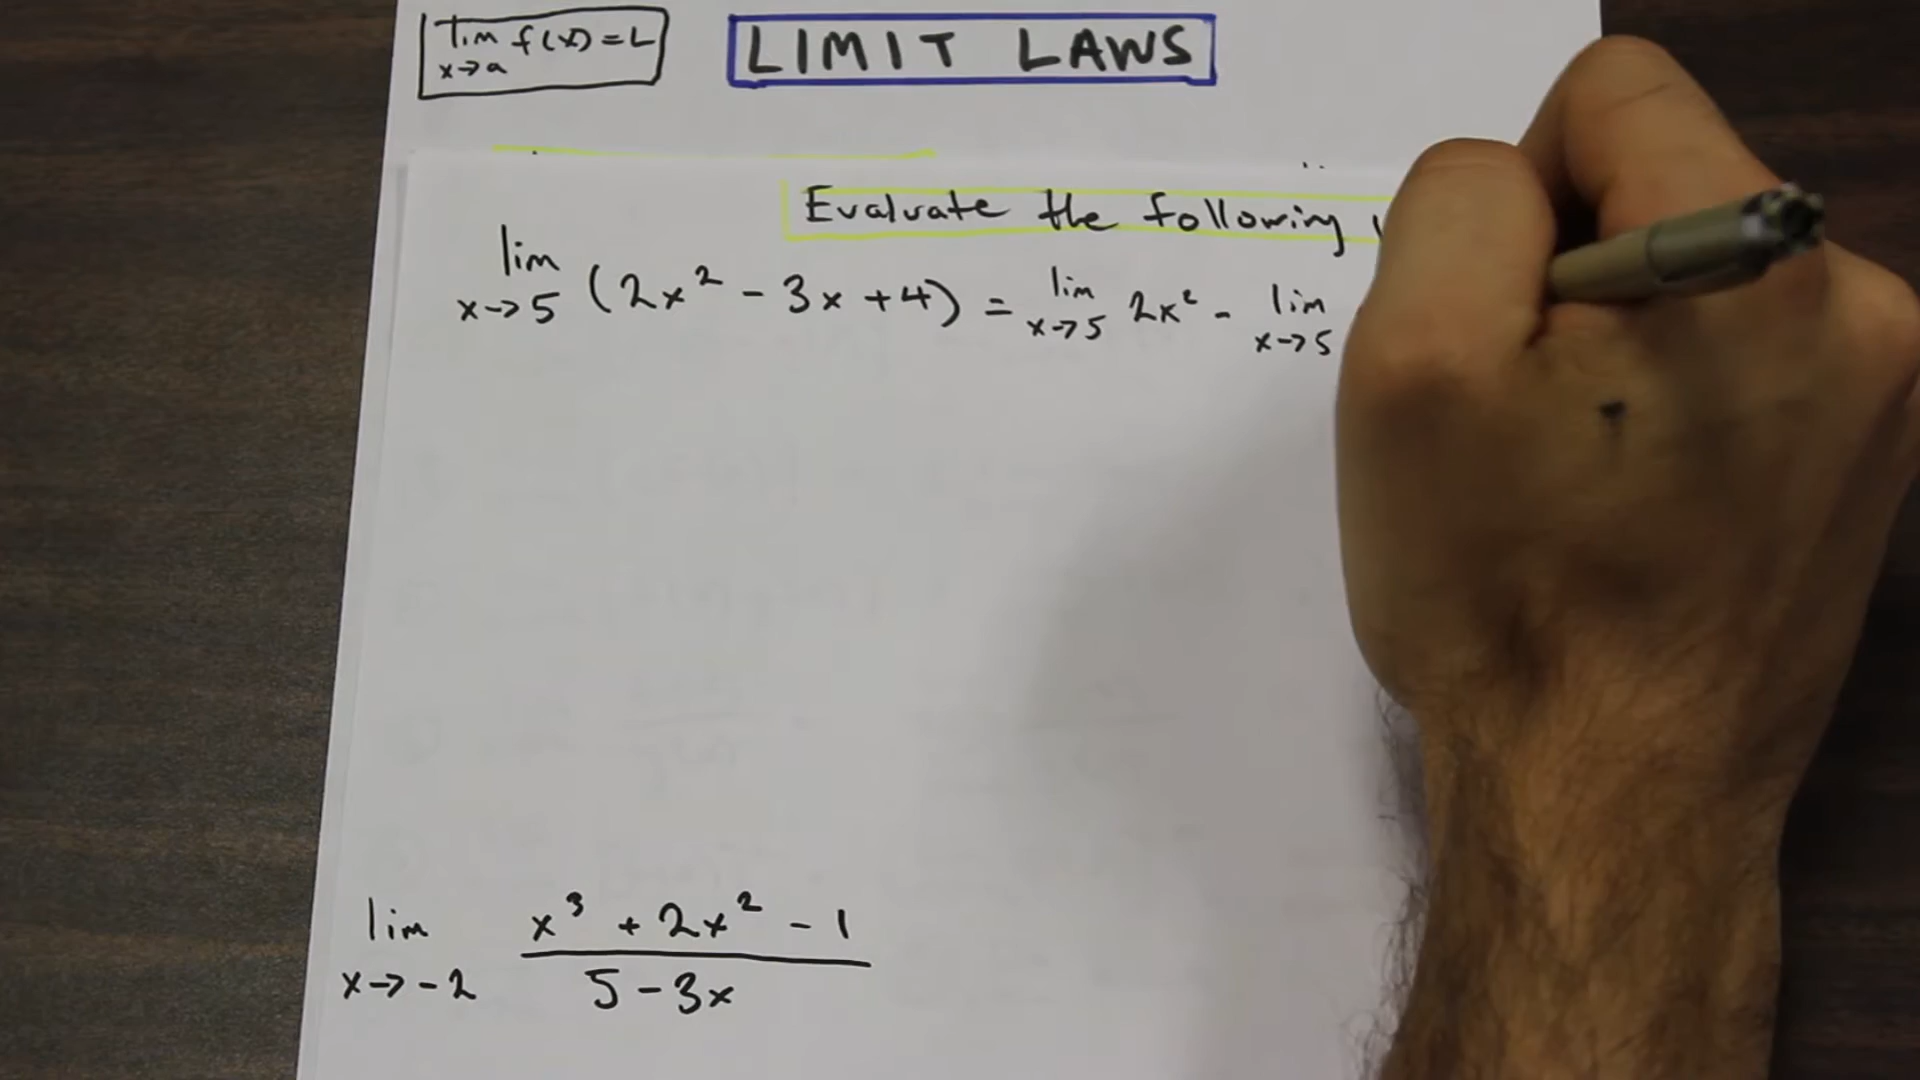 lim f(x) = L
x→a
LIMIT LAWS
Evaluate the following
lim (2x² - 3x + 4) = lim 2x² - lim
x→5 x→5 x→5
lim x³ + 2x² - 1
x→-2 5 - 3x